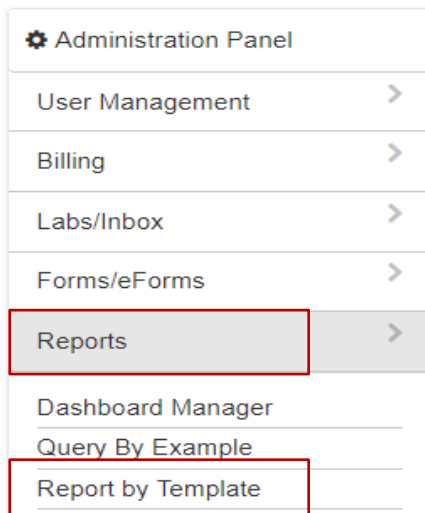 Administration Panel
User Management
Billing
Labs/Inbox
Forms/eForms
Reports
Dashboard Manager
Query By Example
Report by Template